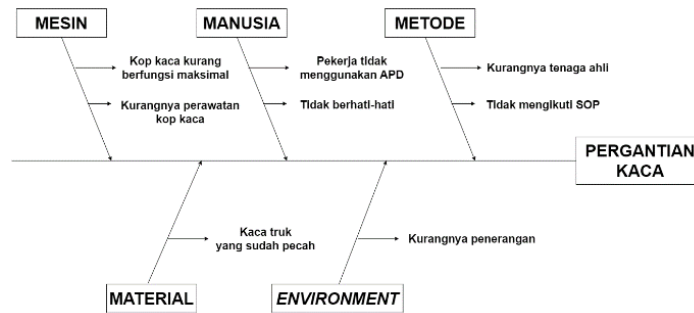 MESIN
MANUSIA
METODE
Kop kaca kurang
berfungsi maksimal
Pekerja tidak
menggunakan APD
Kurangnya tenaga ahli
Kurangnya perawatan
kop kaca
Tidak berhati-hati
Tidak mengikuti SOP
PERGANTIAN
KACA
Kaca truk
yang sudah pecah
Kurangnya penerangan
MATERIAL
ENVIRONMENT